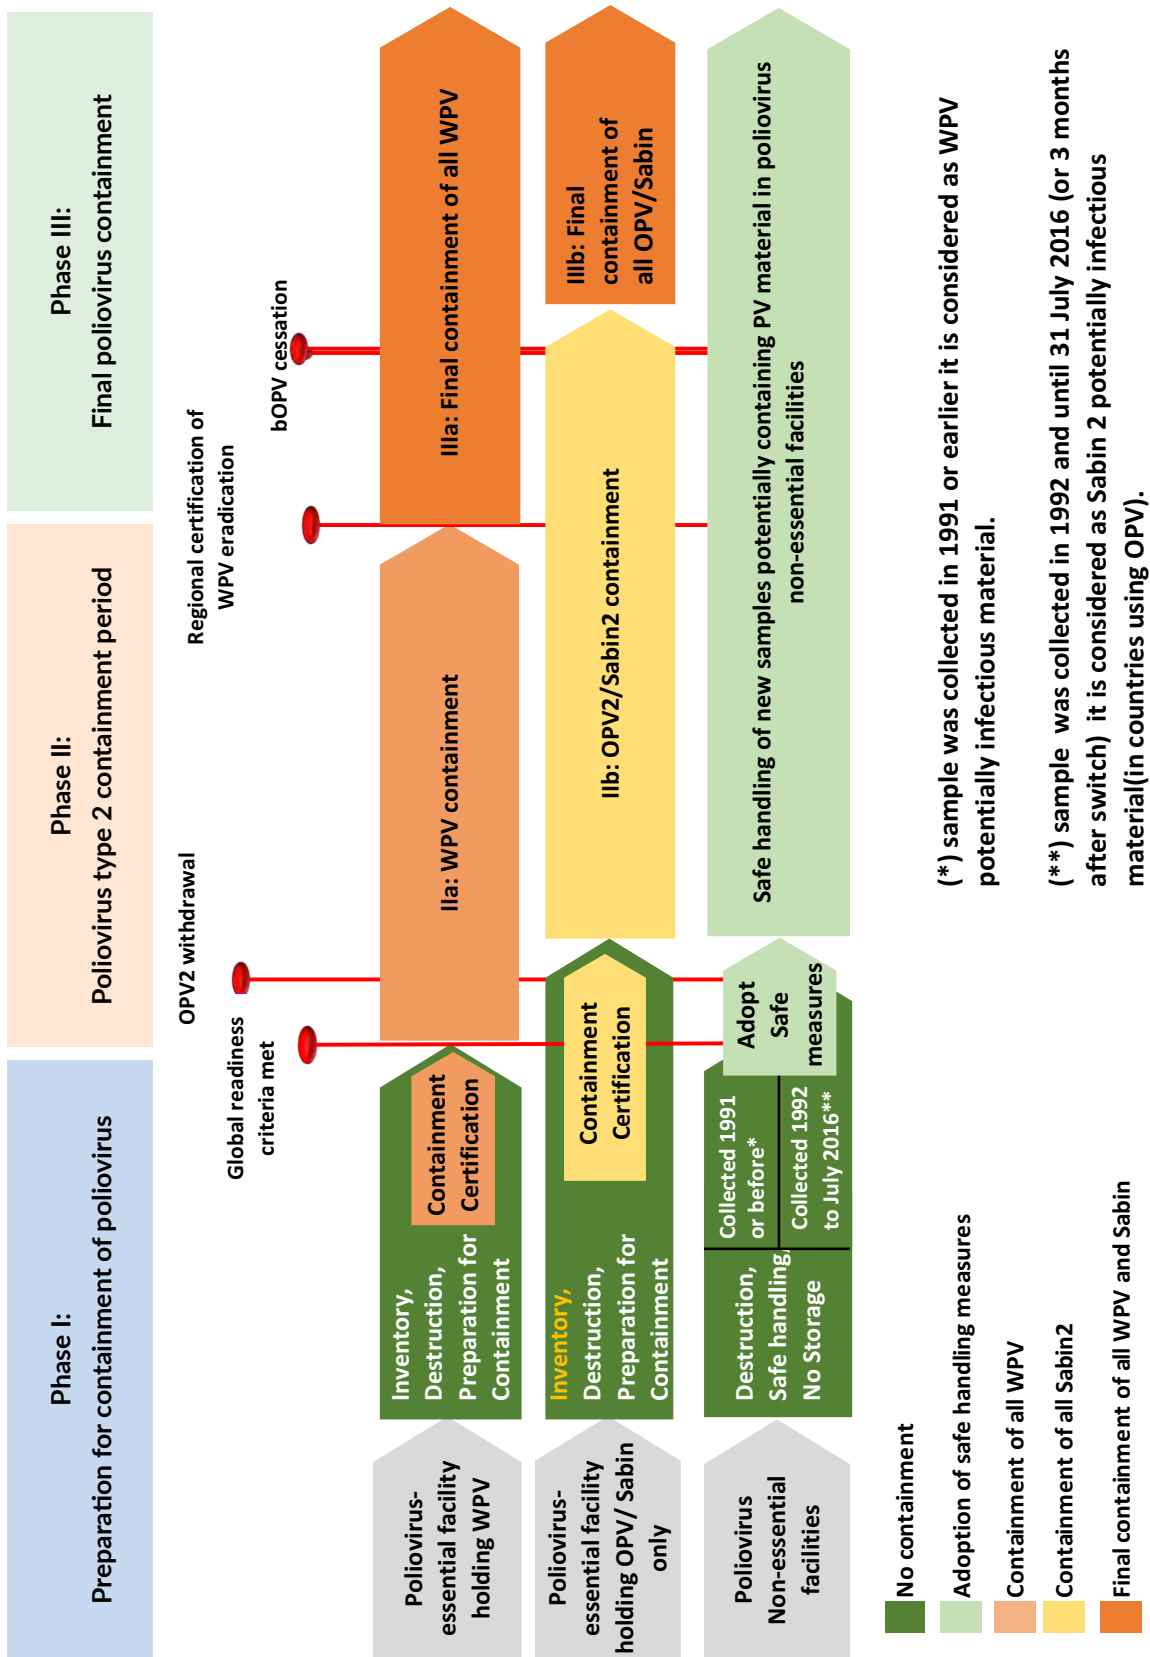 Phase I:
Preparation for containment of poliovirus
Phase II:
Poliovirus type 2 containment period
Phase III:
Final poliovirus containment
Global readiness
criteria met
OPV2 withdrawal
Regional certification of
WPV eradication
bOPV cessation
Poliovirus-
essential facility
holding WPV
Inventory,
Destruction,
Preparation for
Containment
Containment
Certification
IIa: WPV containment
IIIa: Final containment of all WPV
Poliovirus-
essential facility
holding OPV/ Sabin
only
Inventory,
Destruction,
Preparation for
Containment
Containment
Certification
IIb: OPV2/Sabin2 containment
IIIb: Final
containment of
all OPV/Sabin
Poliovirus
Non-essential
facilities
Destruction,
Safe handling,
No Storage
Collected 1991
or before*
Collected 1992
to July 2016**
Adopt
Safe
measures
Safe handling of new samples potentially containing PV material in poliovirus
non-essential facilities
No containment
Adoption of safe handling measures
Containment of all WPV
Containment of all Sabin2
Final containment of all WPV and Sabin
(*) sample was collected in 1991 or earlier it is considered as WPV
potentially infectious material.
(**) sample was collected in 1992 and until 31 July 2016 (or 3 months
after switch) it is considered as Sabin 2 potentially infectious
material(in countries using OPV).